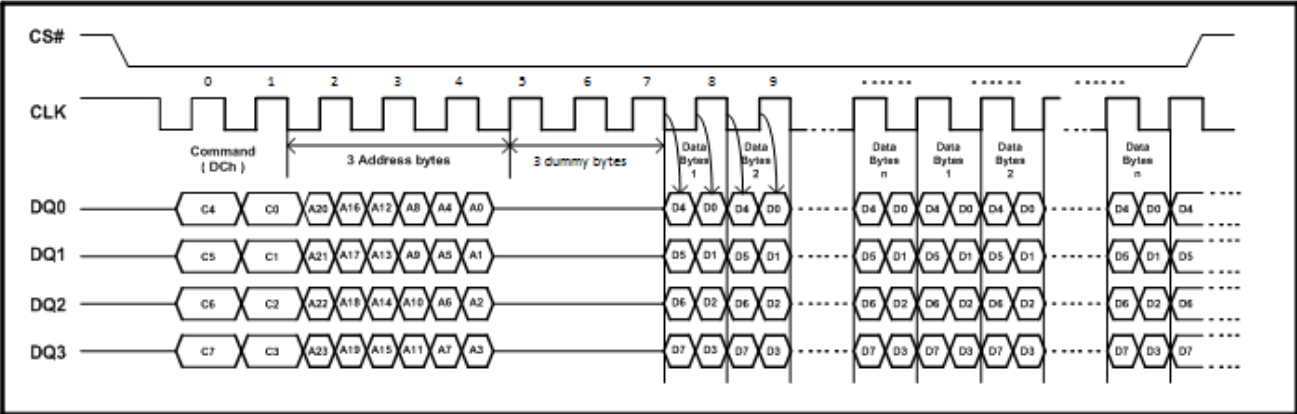 CS#
0 1 2 3 4 5 6 7 8 9
CLK
Command
( DCh )
3 Address bytes
3 dummy bytes
Data
Bytes
1
Data
Bytes
2
Data
Bytes
n
Data
Bytes
1
Data
Bytes
2
Data
Bytes
n
DQ0 C4 C0 A20 A16 A12 A8 A4 A0 D4 D0 D4 D0 D4 D0 D4 D0 D4 D0 D4 D0 D4
DQ1 C5 C1 A21 A17 A13 A9 A5 A1 D5 D1 D5 D1 D5 D1 D5 D1 D5 D1 D5 D1 D5
DQ2 C6 C2 A22 A18 A14 A10 A6 A2 D6 D2 D6 D2 D6 D2 D6 D2 D6 D2 D6 D2 D6
DQ3 C7 C3 A23 A19 A15 A11 A7 A3 D7 D3 D7 D3 D7 D3 D7 D3 D7 D3 D7 D3 D7